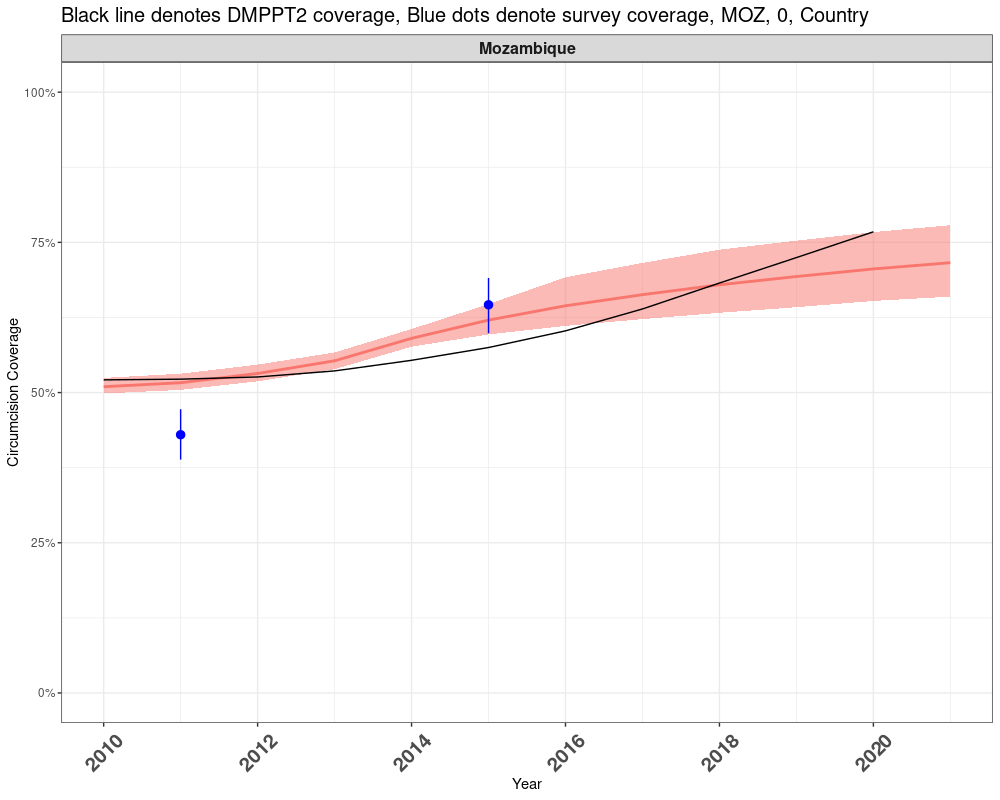 Black line denotes DMPPT2 coverage, Blue dots denote survey coverage, MOZ, 0, Country
Mozambique
Circumcision Coverage
100%
75%
50%
25%
0%
2010
2012
2014
2016
2018
2020
Year